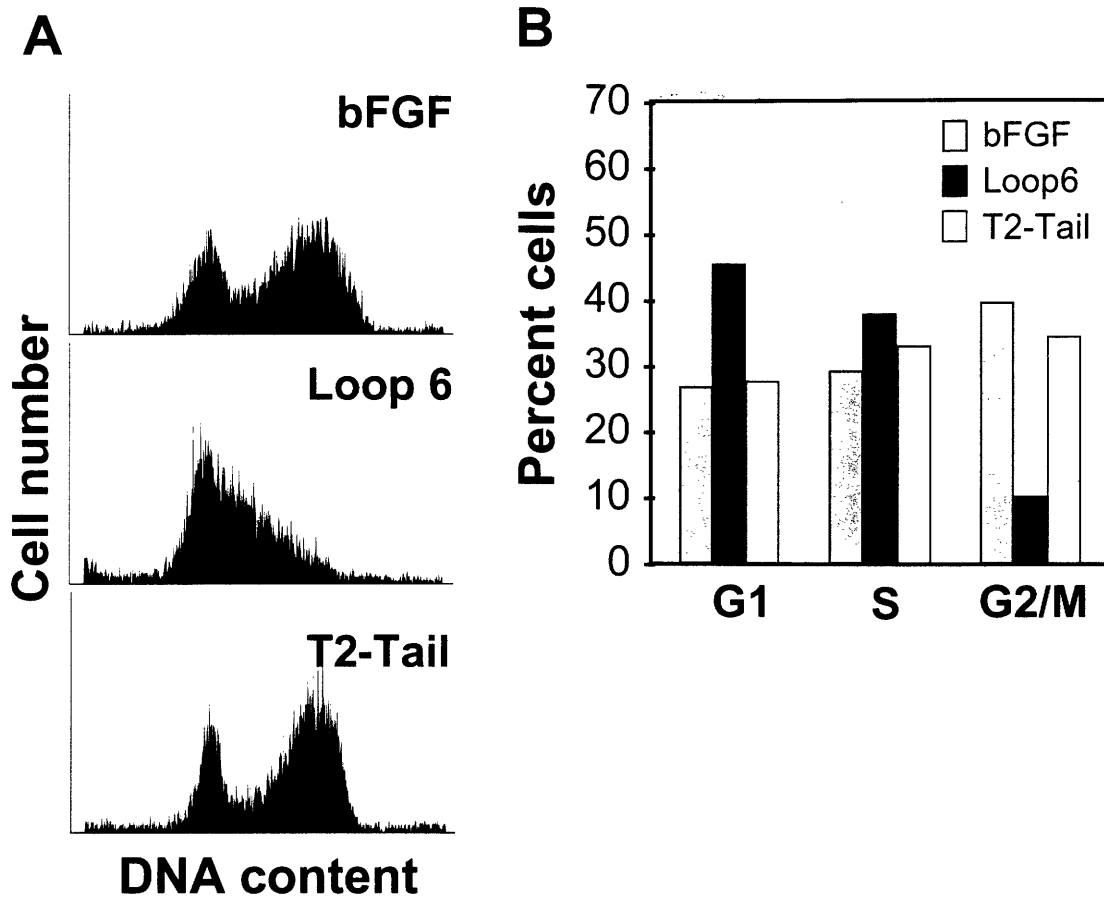 A
bFGF
Loop 6
T2-Tail
Cell number
DNA content
B
70
60
50
40
30
20
10
0
Percent cells
bFGF
Loop6
T2-Tail
G1 S G2/M